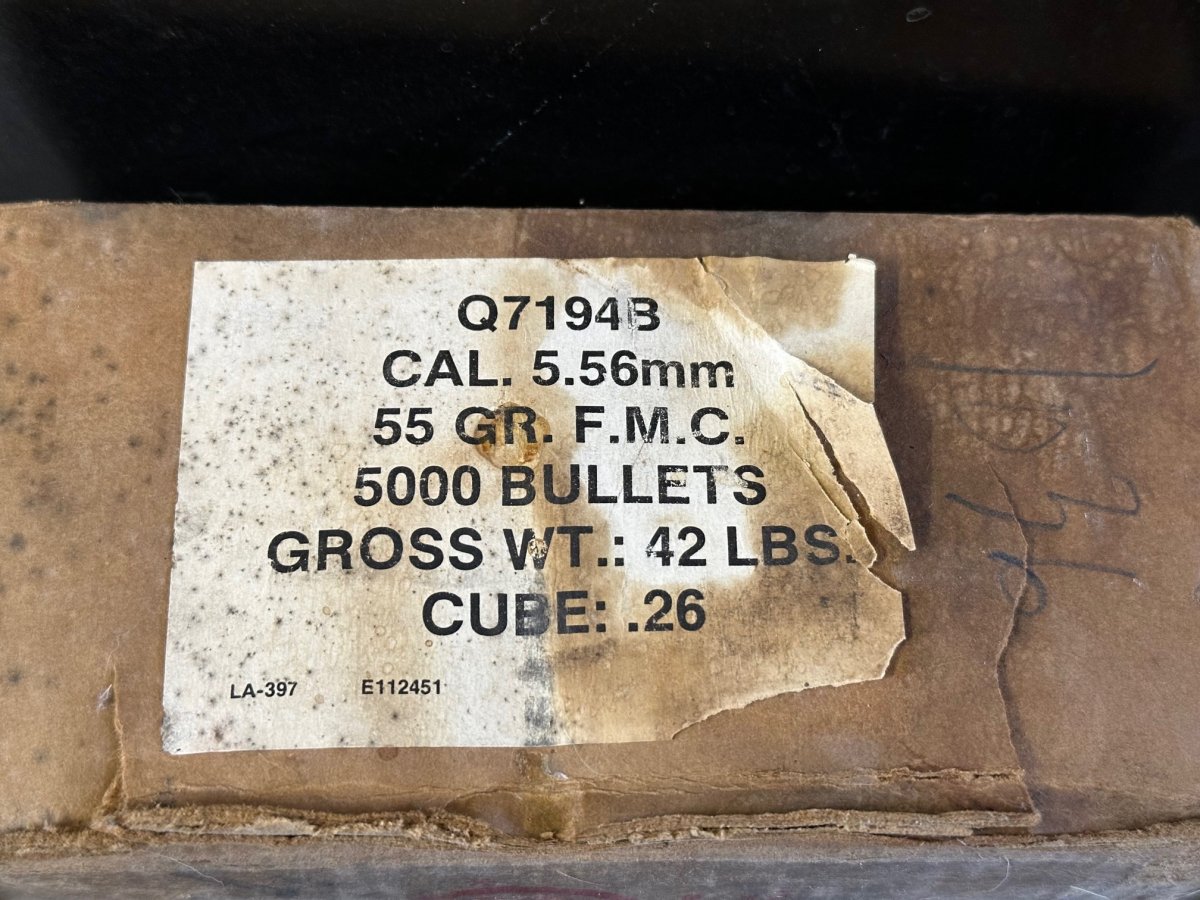 Q7194B
CAL. 5.56mm
55 GR. F.M.C.
5000 BULLETS
GROSS WT.: 42 LBS.
CUBE: .26
LA-397 E112451